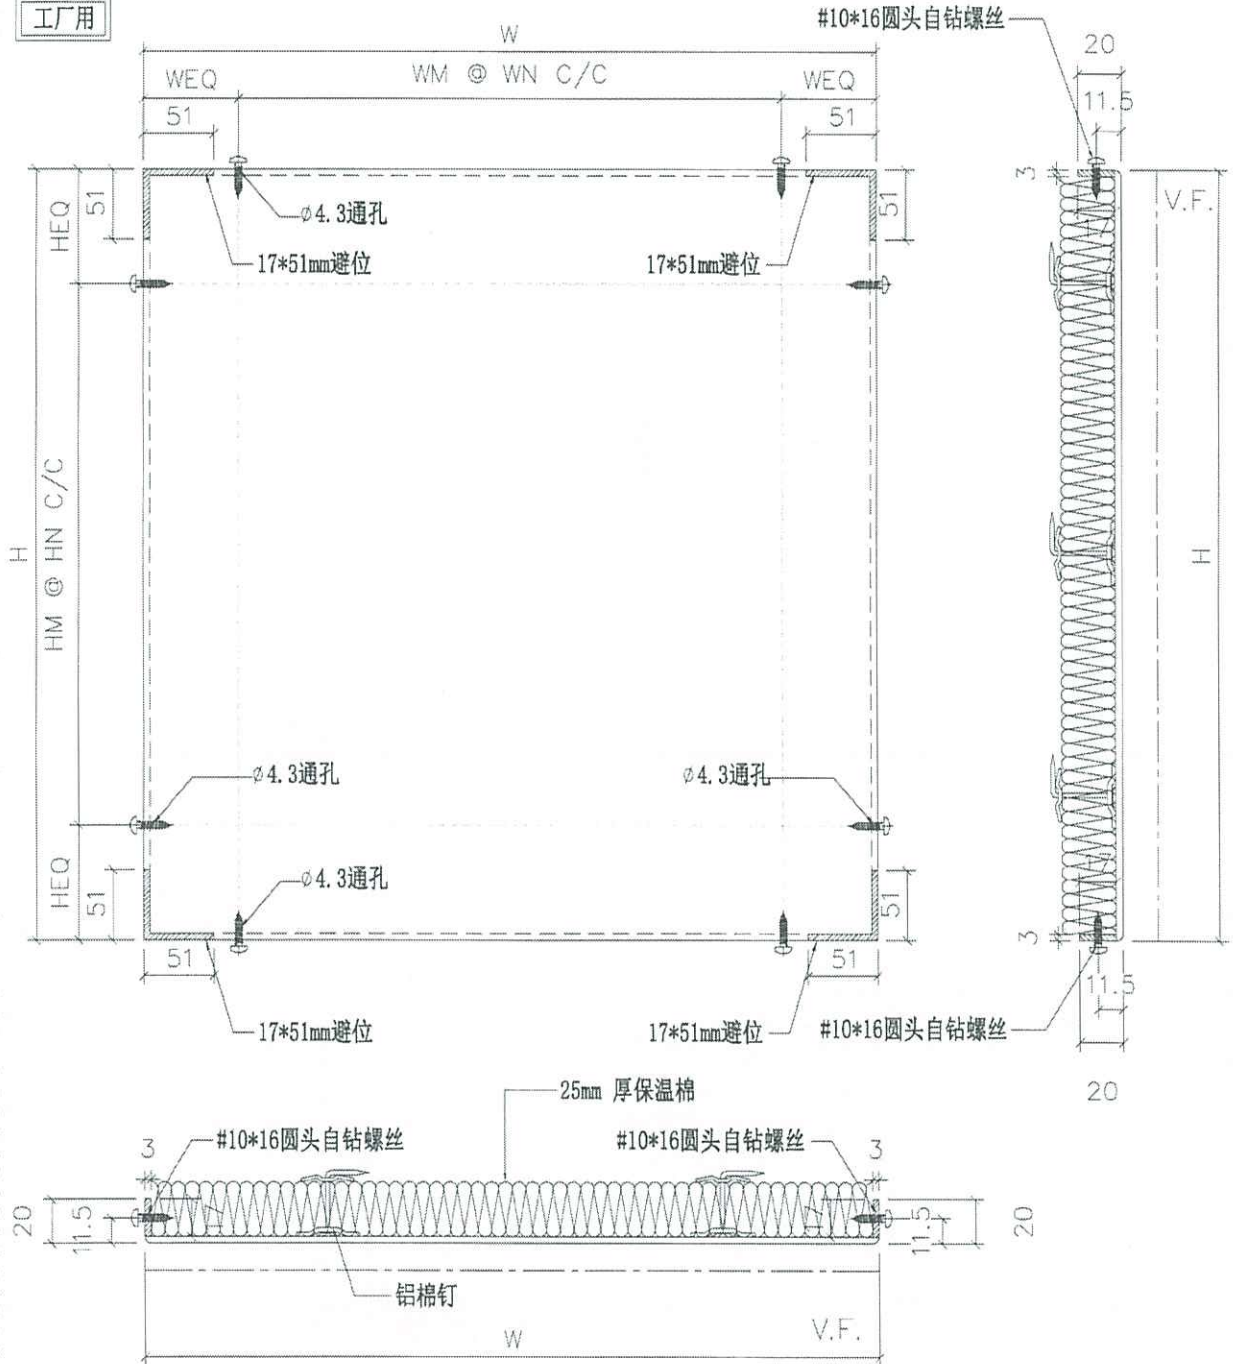 工厂用
#10*16圆头自钻螺丝
W
20
WEQ
WM @ WN C/C
WEQ
11.5
51
51
3
V.F.
HEQ
51
51
⌀4.3通孔
17*51mm避位
17*51mm避位
H
HM @ HN C/C
H
⌀4.3通孔
⌀4.3通孔
HEQ
51
⌀4.3通孔
51
3
51
51
11.5
17*51mm避位
17*51mm避位
#10*16圆头自钻螺丝
20
25mm 厚保温棉
3
#10*16圆头自钻螺丝
#10*16圆头自钻螺丝
3
20
11.5
11.5
20
铝棉钉
V.F.
W